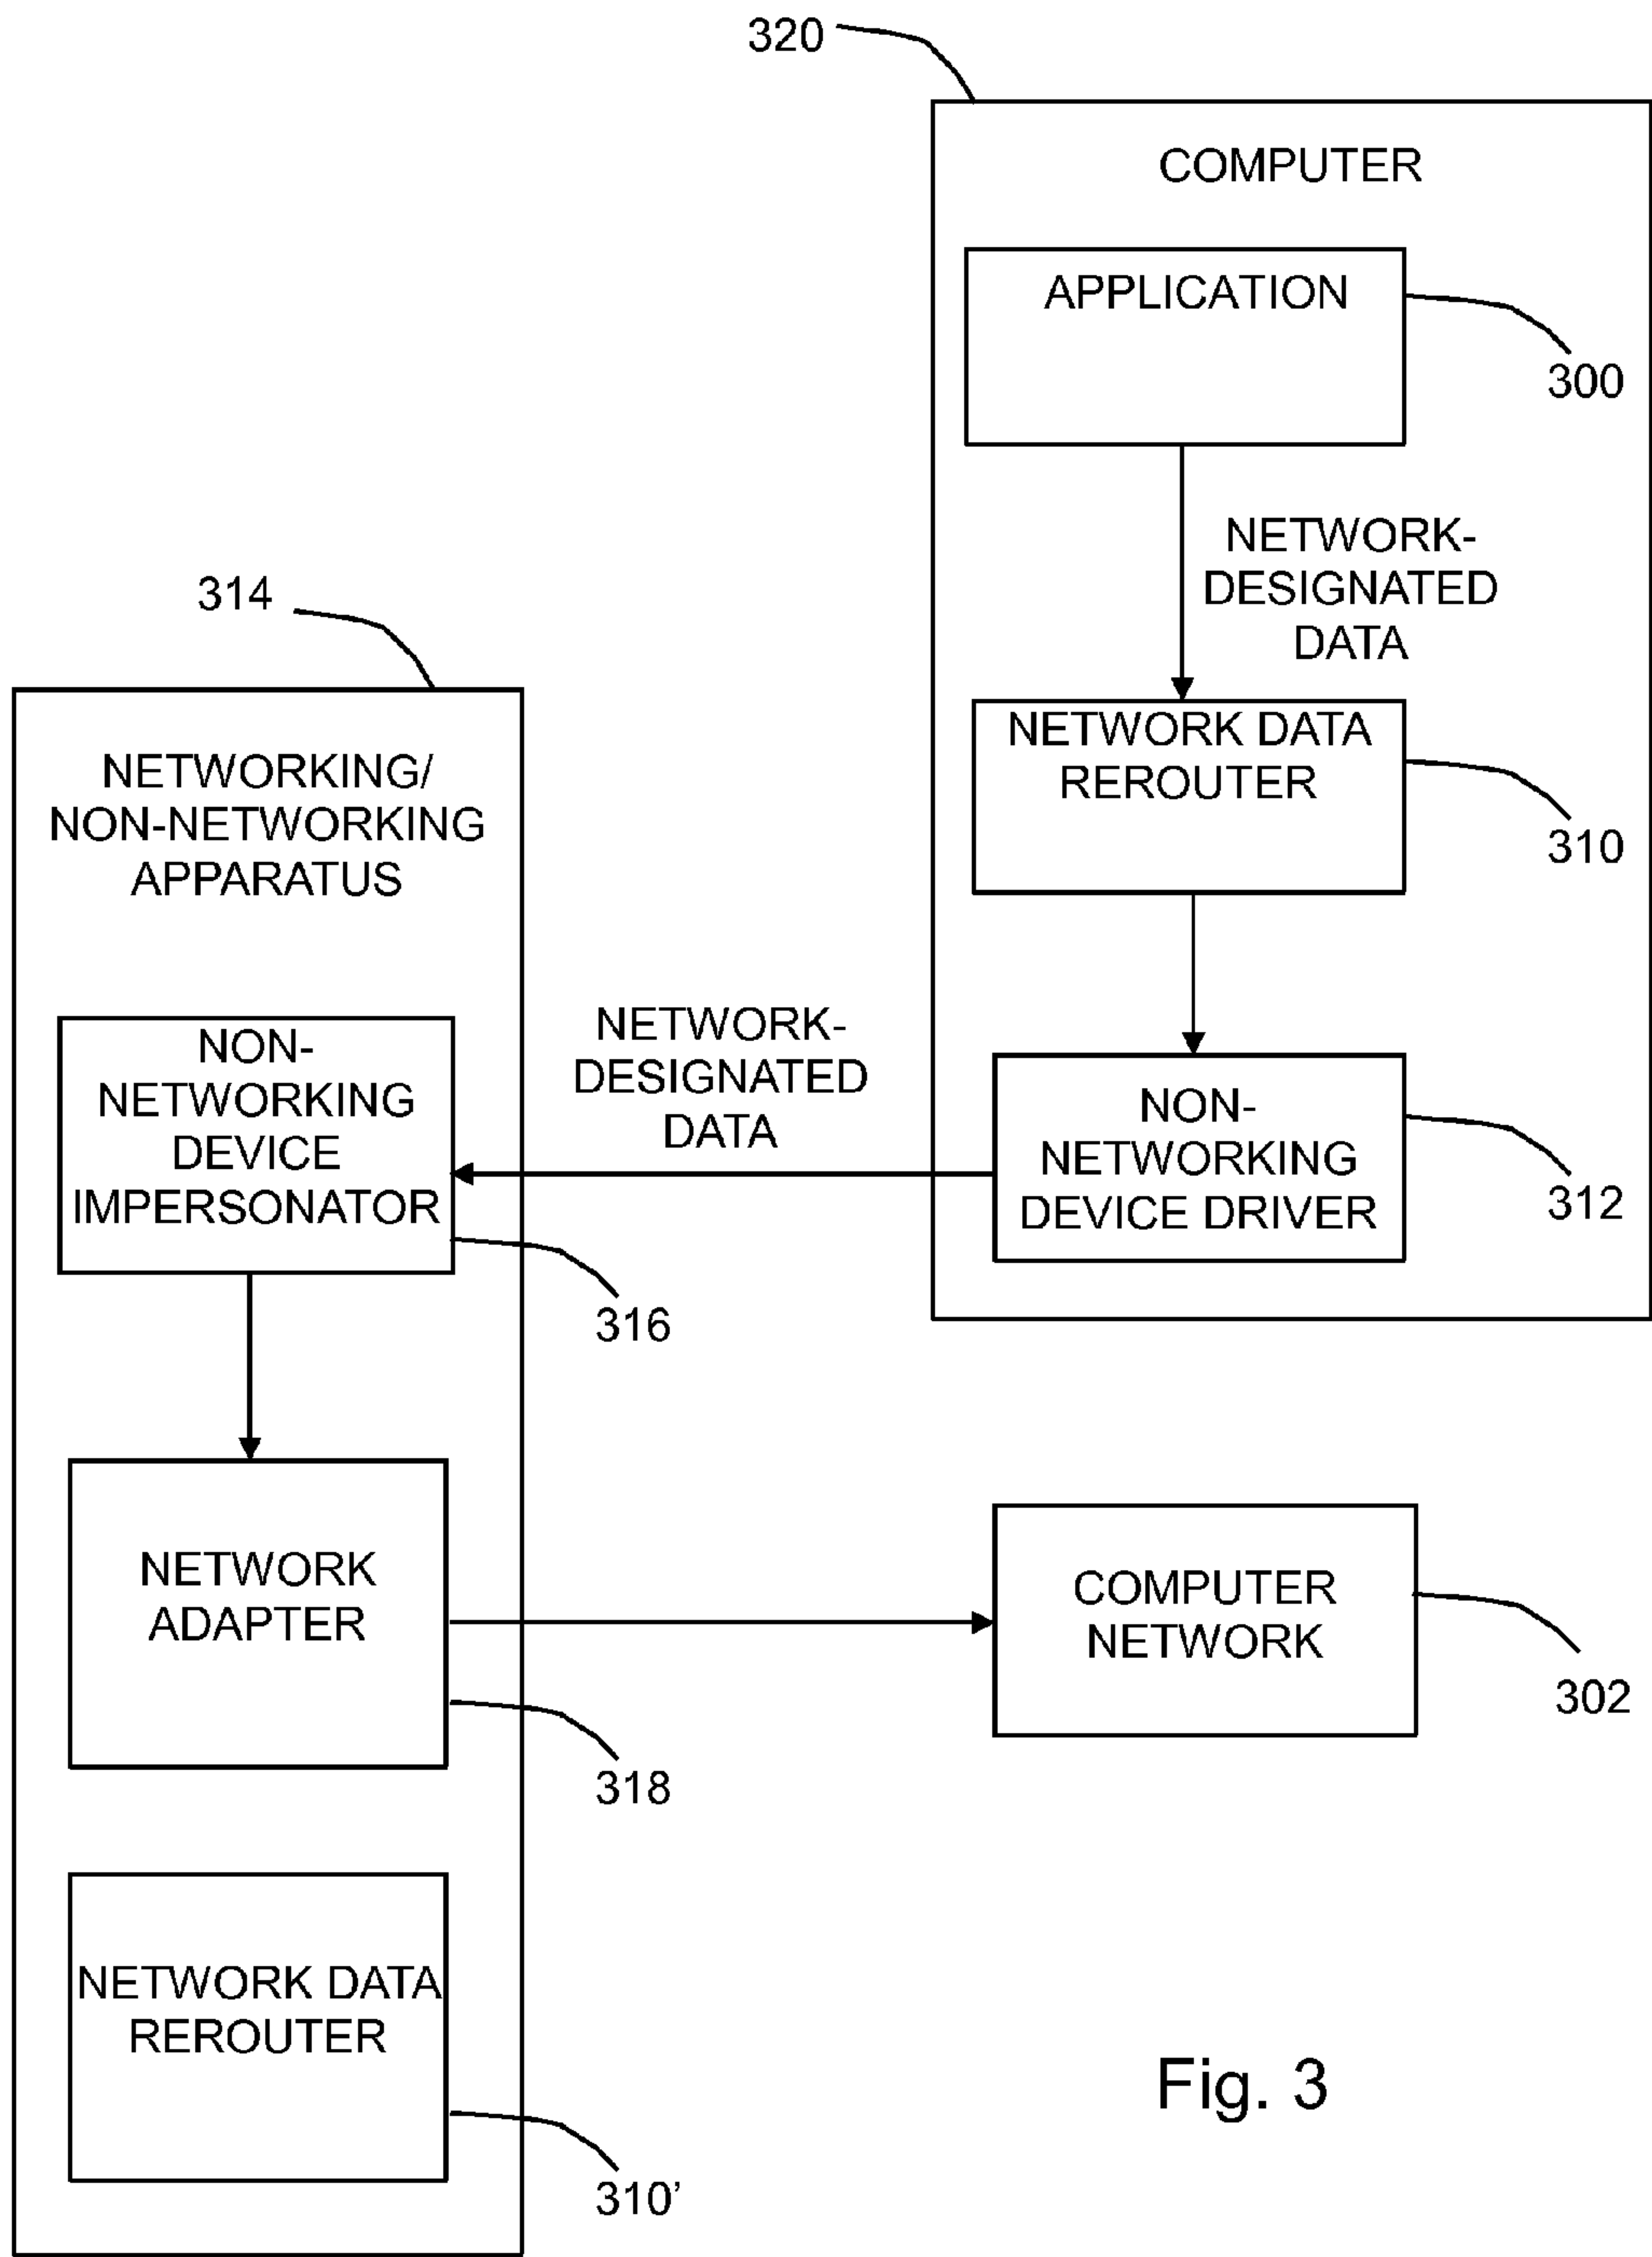 320
COMPUTER
APPLICATION
300
NETWORK-
DESIGNATED
DATA
NETWORK DATA
REROUTER
310
NON-
NETWORKING
DEVICE DRIVER
312
314
NETWORKING/
NON-NETWORKING
APPARATUS
NETWORK-
DESIGNATED
DATA
NON-
NETWORKING
DEVICE
IMPERSONATOR
316
NETWORK
ADAPTER
318
COMPUTER
NETWORK
302
NETWORK DATA
REROUTER
310’
Fig. 3